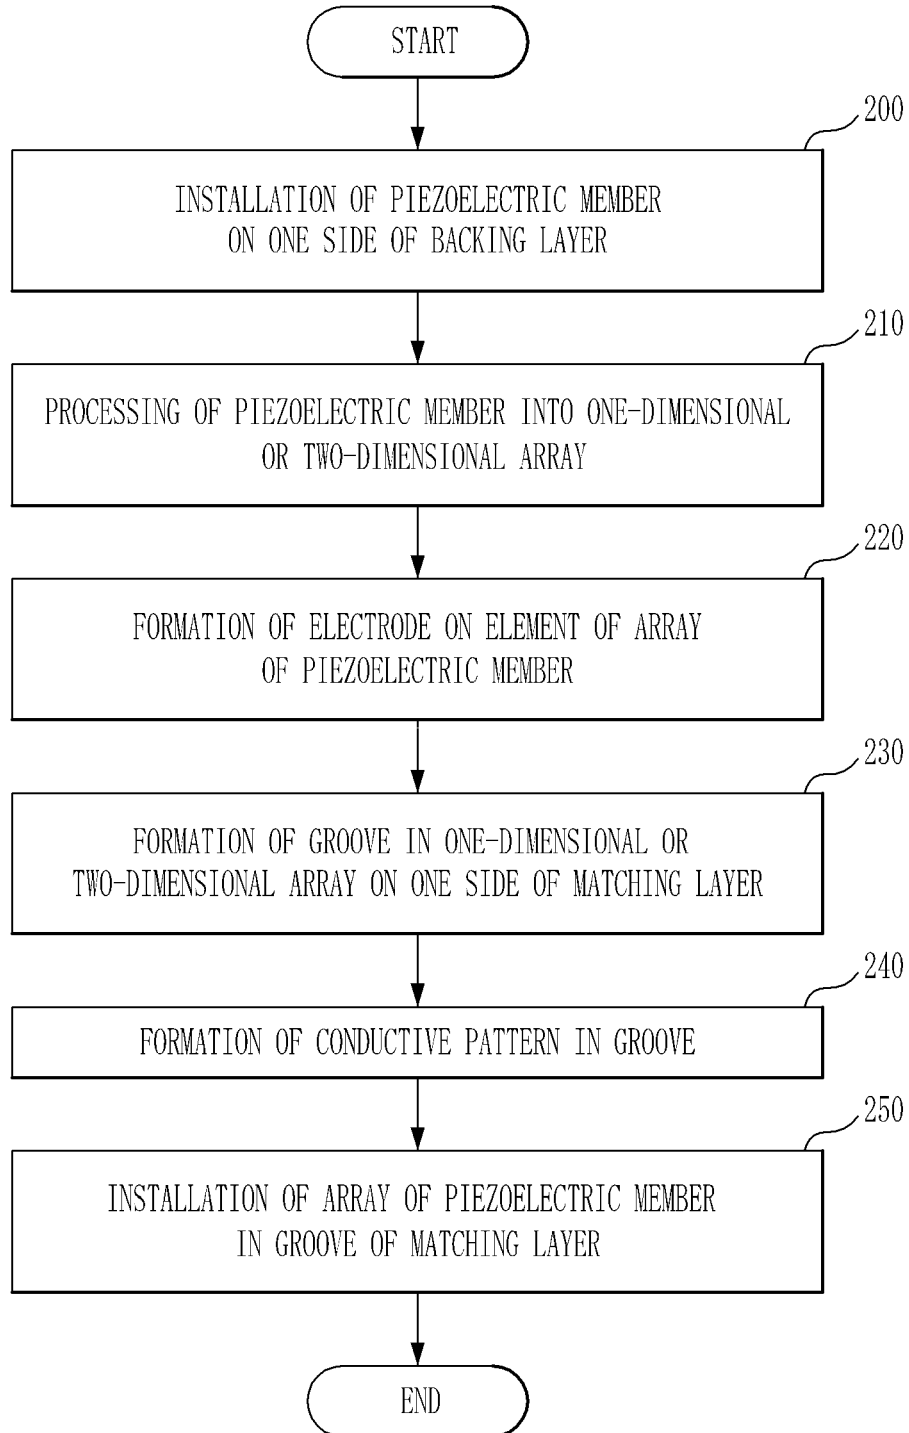 START
200
INSTALLATION OF PIEZOELECTRIC MEMBER
ON ONE SIDE OF BACKING LAYER
210
PROCESSING OF PIEZOELECTRIC MEMBER INTO ONE-DIMENSIONAL
OR TWO-DIMENSIONAL ARRAY
220
FORMATION OF ELECTRODE ON ELEMENT OF ARRAY
OF PIEZOELECTRIC MEMBER
230
FORMATION OF GROOVE IN ONE-DIMENSIONAL OR
TWO-DIMENSIONAL ARRAY ON ONE SIDE OF MATCHING LAYER
240
FORMATION OF CONDUCTIVE PATTERN IN GROOVE
250
INSTALLATION OF ARRAY OF PIEZOELECTRIC MEMBER
IN GROOVE OF MATCHING LAYER
END